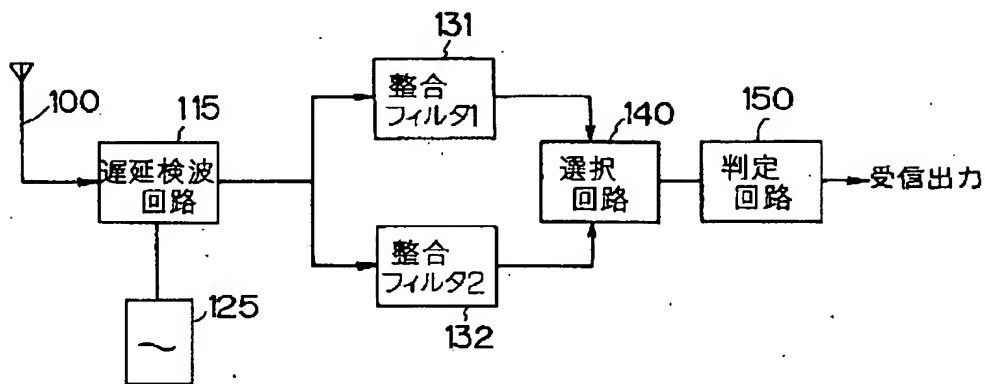 131
整合
フィルタ1
100
115
遅延検波
回路
140
選択
回路
150
判定
回路
受信出力
整合
フィルタ2
132
125
~